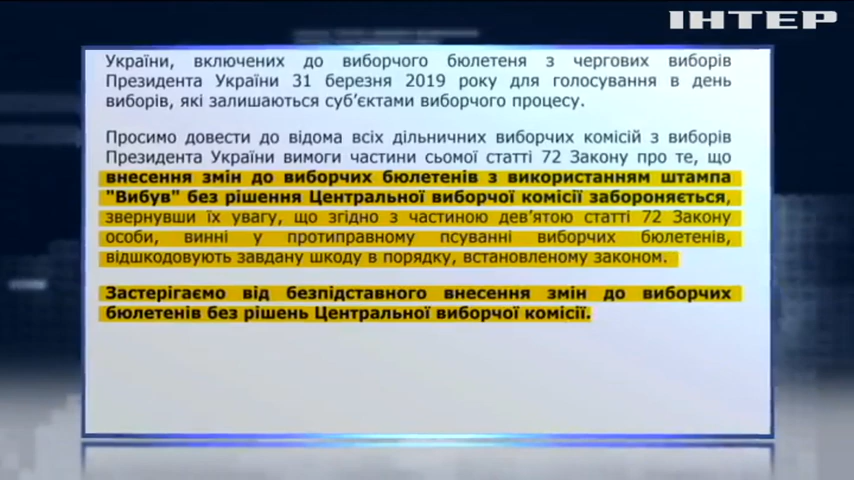 ІНТЕР
України, включених до виборчого бюлетеня з чергових виборів
Президента України 31 березня 2019 року для голосування в день
виборів, які залишаються суб’єктами виборчого процесу.
Просимо довести до відома всіх дільничних виборчих комісій з виборів
Президента України вимоги частини сьомої статті 72 Закону про те, що
внесення змін до виборчих бюлетенів з використанням штампа
"Вибув" без рішення Центральної виборчої комісії забороняється,
звернувши їх увагу, що згідно з частиною дев’ятою статті 72 Закону
особи, винні у протиправному псуванні виборчих бюлетенів,
відшкодовують завдану шкоду в порядку, встановленому законом.
Застерігаємо від безпідставного внесення змін до виборчих
бюлетенів без рішень Центральної виборчої комісії.